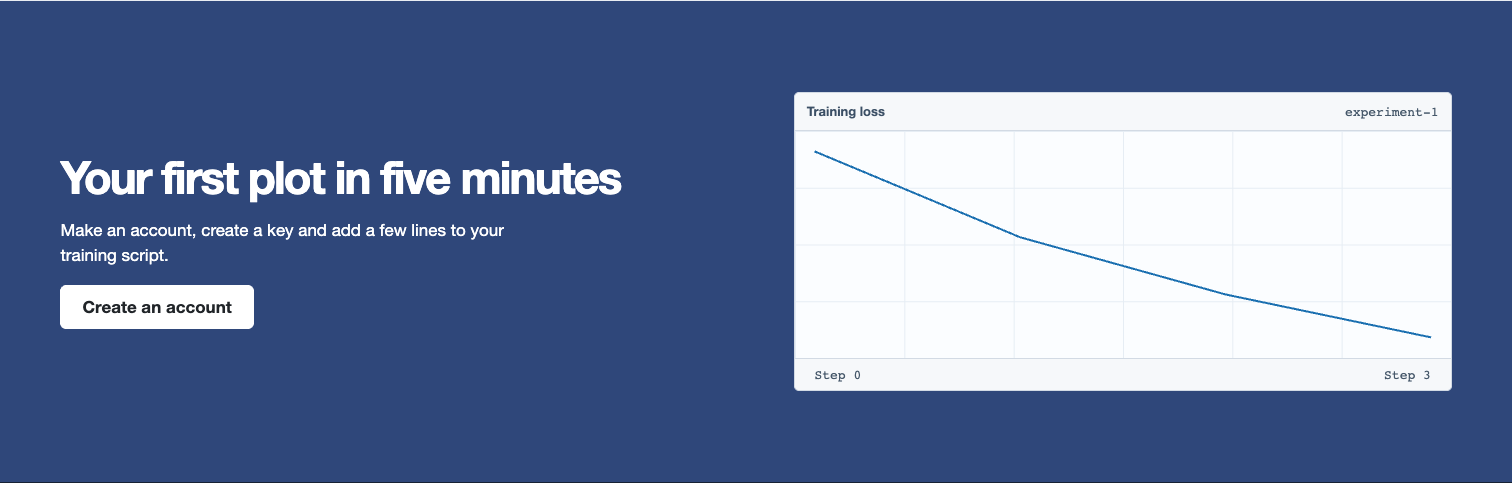 Your first plot in five minutes
Make an account, create a key and add a few lines to your
training script.
Create an account
Training loss
experiment-1
Step 0
Step 3